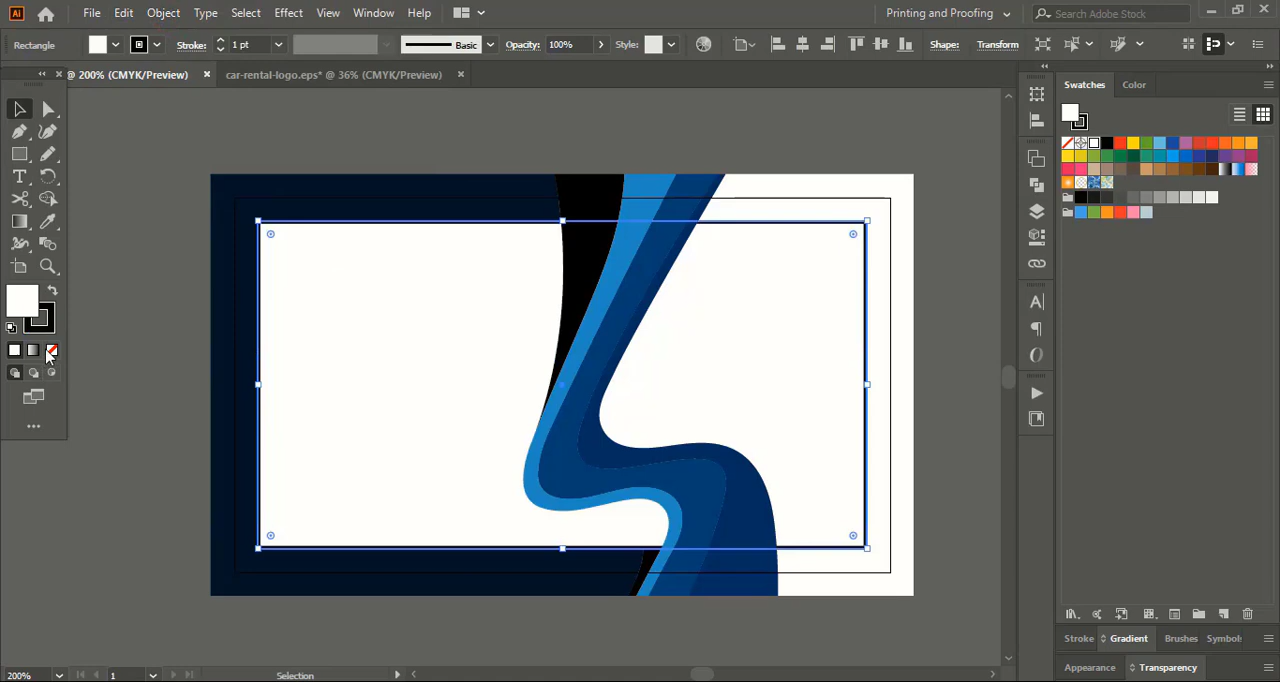 Ai File Edit Object Type Select Effect View Window Help Printing and Proofing Search Adobe Stock
Rectangle Stroke: 1 pt Basic Opacity: 100% Style: Shape: Transform
@ 200% (CMYK/Preview) × car-rental-logo.eps* @ 36% (CMYK/Preview) ×
Swatches Color
Stroke Gradient Brushes Symbol
Appearance Transparency
200% 1 Selection